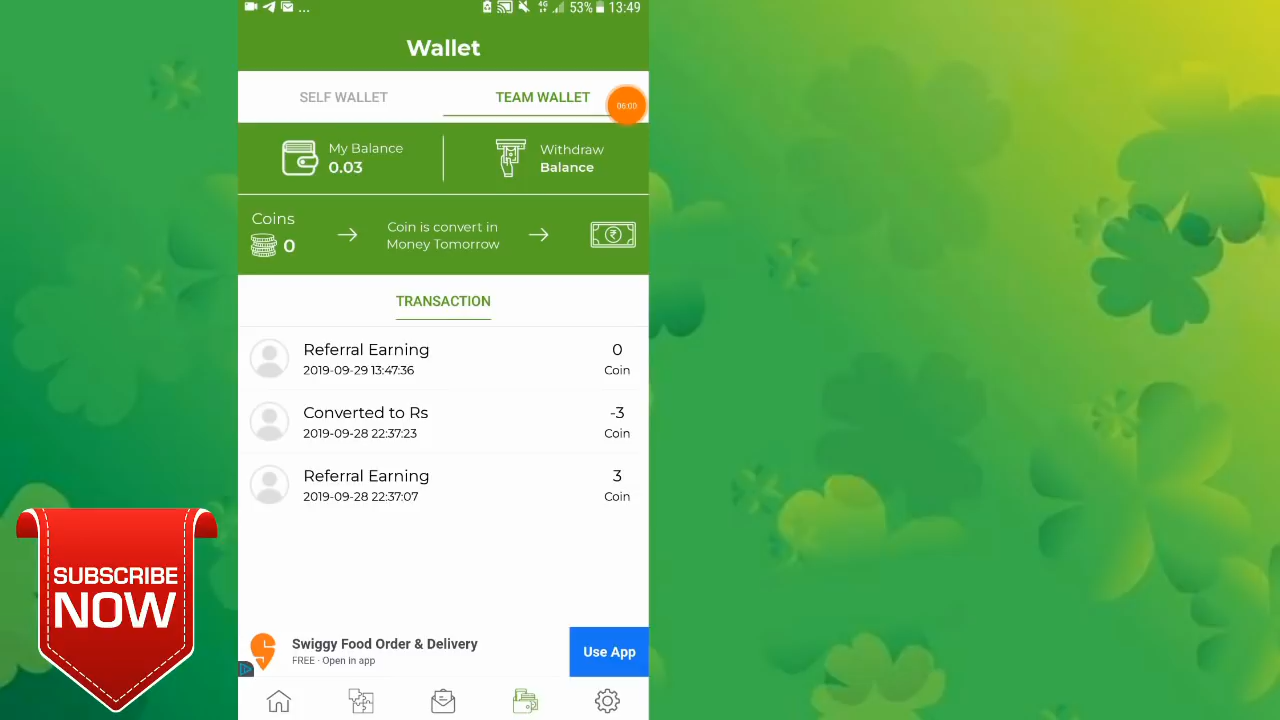 ... 4G 53% 13:49
Wallet
SELF WALLET
TEAM WALLET
06:00
My Balance
0.03
Withdraw
Balance
Coins
0
Coin is convert in
Money Tomorrow
TRANSACTION
Referral Earning
0
2019-09-29 13:47:36
Coin
Converted to Rs
-3
2019-09-28 22:37:23
Coin
Referral Earning
3
2019-09-28 22:37:07
Coin
SUBSCRIBE
NOW
Swiggy Food Order & Delivery
FREE · Open in app
Use App